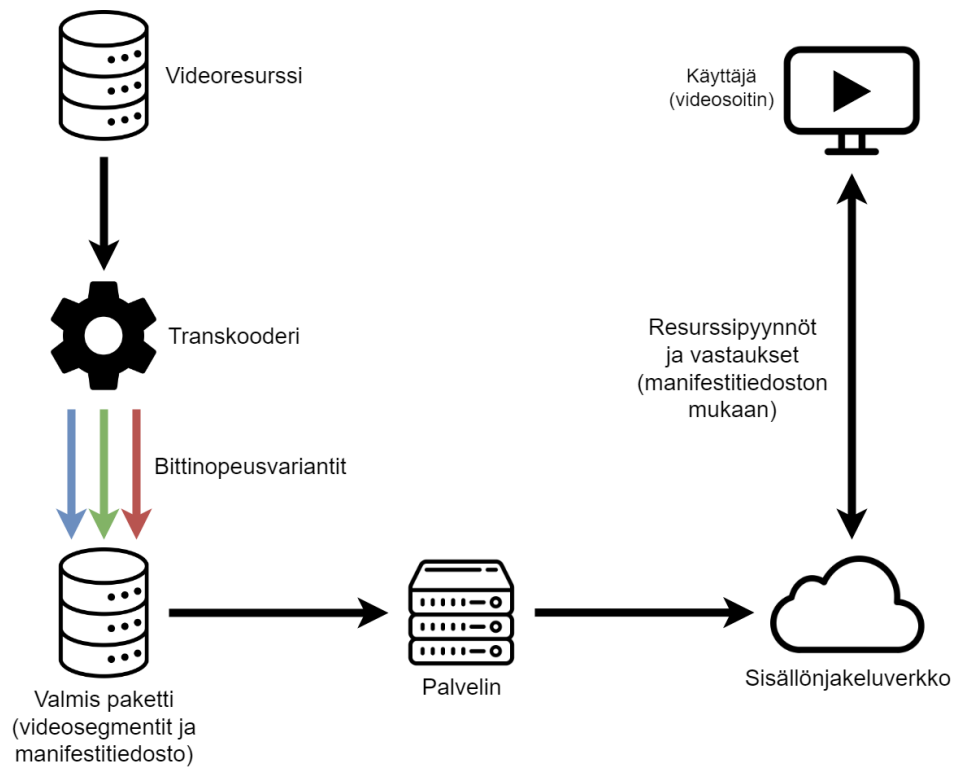 Videoresurssi
Käyttäjä
(videosoitin)
Transkooderi
Resurssipyynnöt
ja vastaukset
(manifestitiedoston
mukaan)
Bittinopeusvariantit
Valmis paketti
(videosegmentit ja
manifestitiedosto)
Palvelin
Sisällönjakeluverkko